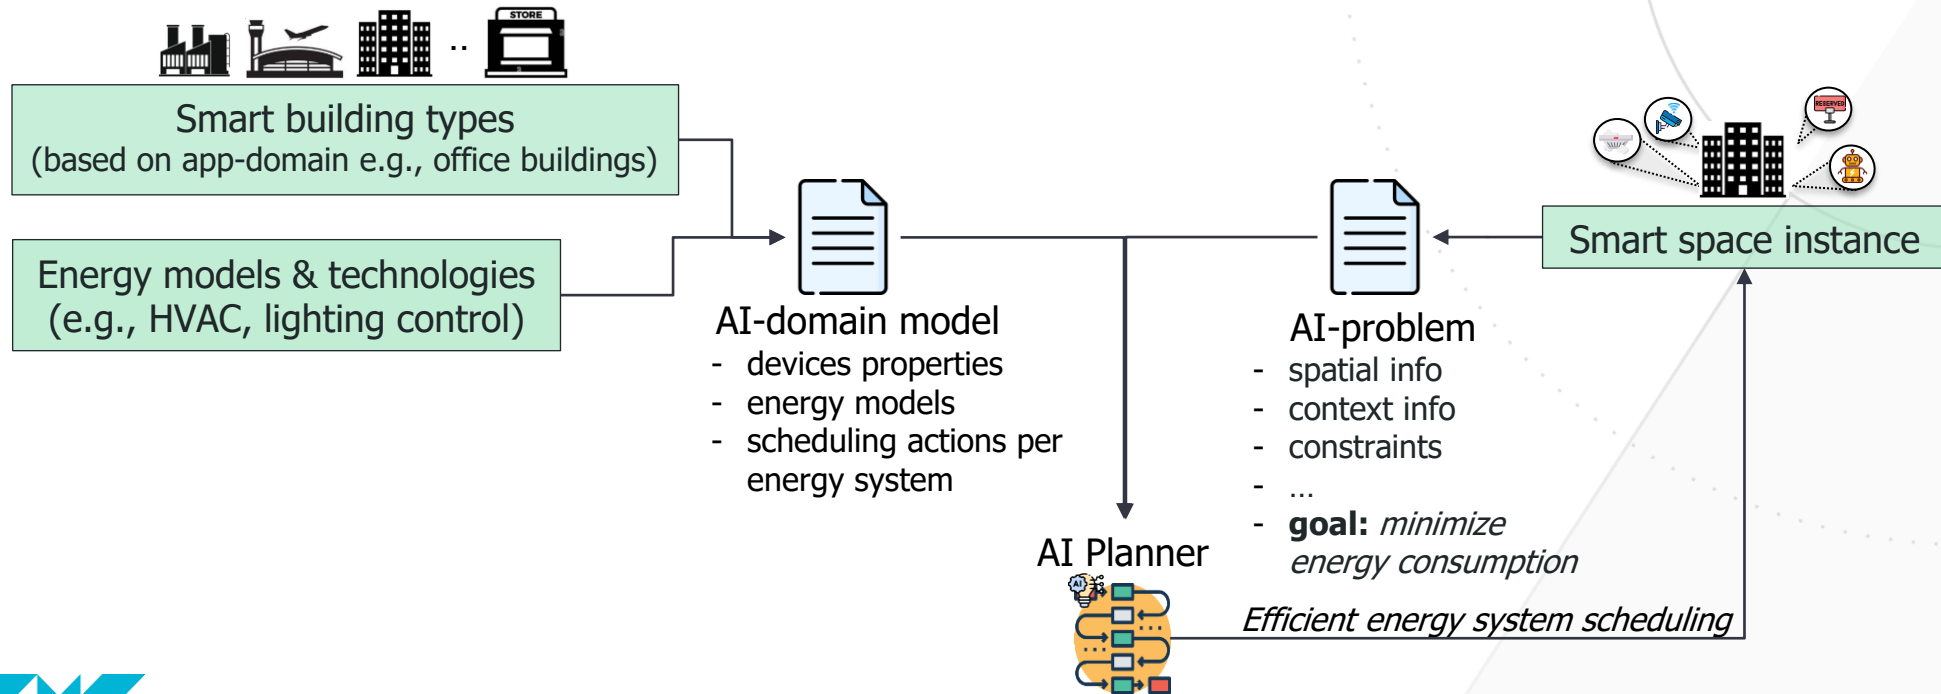 STORE
..
Smart building types
(based on app-domain e.g., office buildings)
Energy models & technologies
(e.g., HVAC, lighting control)
AI-domain model
- devices properties
- energy models
- scheduling actions per
energy system
RESERVED
Smart space instance
AI-problem
- spatial info
- context info
- constraints
- ...
- goal: minimize
energy consumption
AI Planner
AI
Efficient energy system scheduling